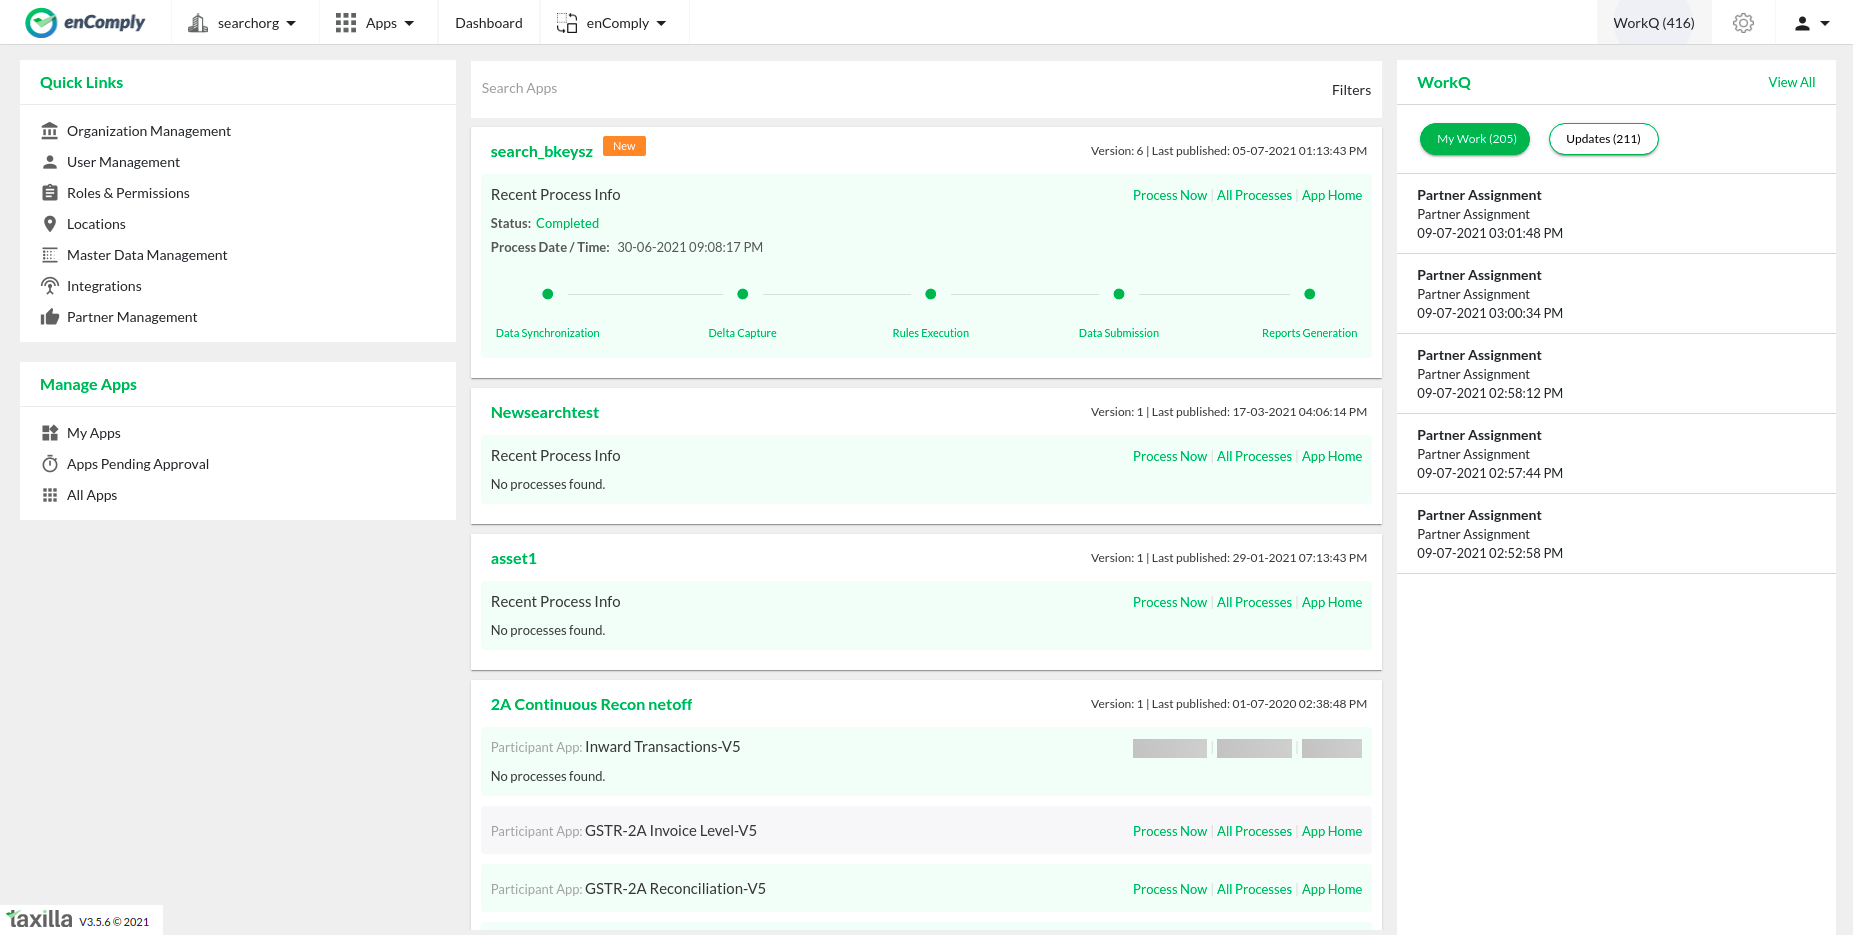 enComply
searchorg
Apps
Dashboard
enComply
WorkQ (416)
Quick Links
Organization Management
User Management
Roles & Permissions
Locations
Master Data Management
Integrations
Partner Management
Manage Apps
My Apps
Apps Pending Approval
All Apps
Search Apps
Filters
search_bkeysz New
Version: 6 | Last published: 05-07-2021 01:13:43 PM
Recent Process Info
Process Now | All Processes | App Home
Status: Completed
Process Date / Time: 30-06-2021 09:08:17 PM
Data Synchronization
Delta Capture
Rules Execution
Data Submission
Reports Generation
Newsearchtest
Version: 1 | Last published: 17-03-2021 04:06:14 PM
Recent Process Info
Process Now | All Processes | App Home
No processes found.
asset1
Version: 1 | Last published: 29-01-2021 07:13:43 PM
Recent Process Info
Process Now | All Processes | App Home
No processes found.
2A Continuous Recon netoff
Version: 1 | Last published: 01-07-2020 02:38:48 PM
Participant App: Inward Transactions-V5
No processes found.
Participant App: GSTR-2A Invoice Level-V5
Process Now | All Processes | App Home
Participant App: GSTR-2A Reconciliation-V5
Process Now | All Processes | App Home
WorkQ
View All
My Work (205)
Updates (211)
Partner Assignment
Partner Assignment
09-07-2021 03:01:48 PM
Partner Assignment
Partner Assignment
09-07-2021 03:00:34 PM
Partner Assignment
Partner Assignment
09-07-2021 02:58:12 PM
Partner Assignment
Partner Assignment
09-07-2021 02:57:44 PM
Partner Assignment
Partner Assignment
09-07-2021 02:52:58 PM
taxilla V3.5.6 © 2021